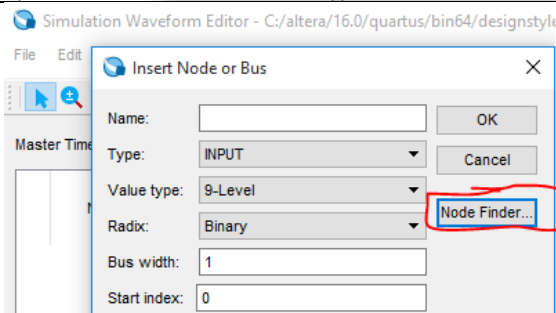 Simulation Waveform Editor - C:/altera/16.0/quartus/bin64/designstyle
File Edit
Insert Node or Bus
Master Time
Name:
OK
Type: INPUT
Cancel
Value type: 9-Level
Node Finder...
Radix: Binary
Bus width: 1
Start index: 0